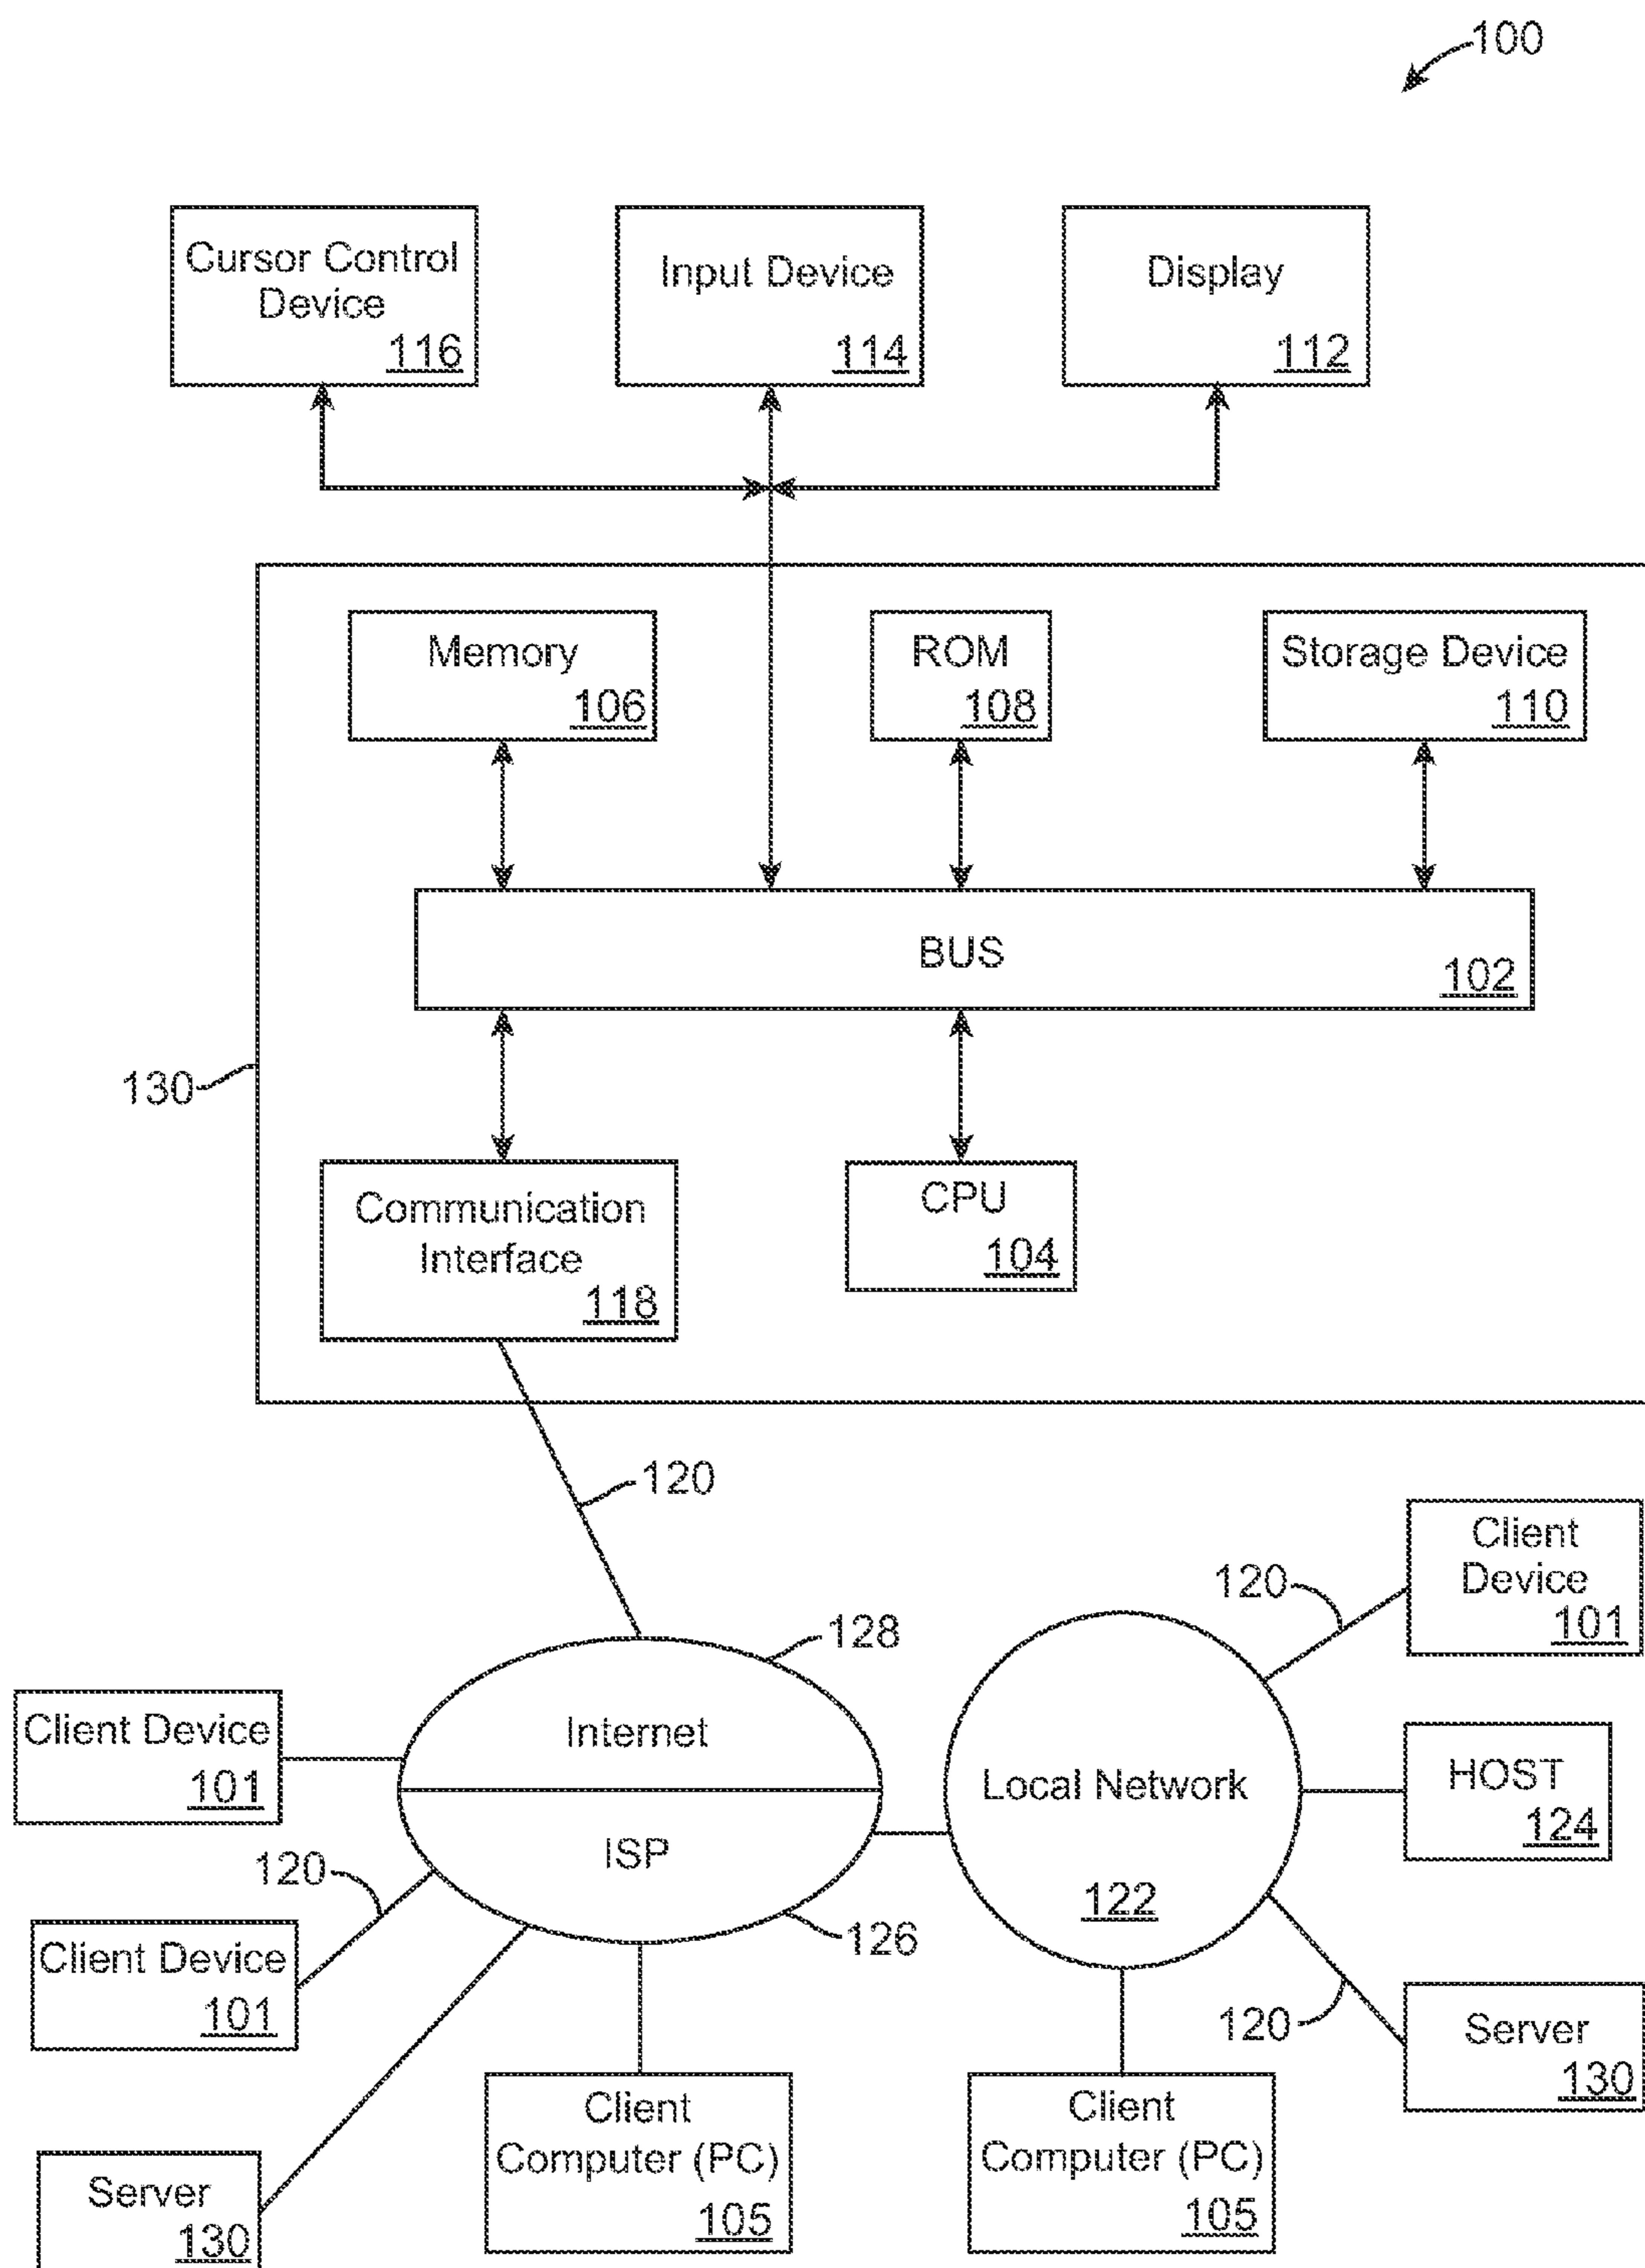 100
Cursor Control
Device
116
Input Device
114
Display
112
Memory
106
ROM
108
Storage Device
110
BUS
102
130
Communication
Interface
118
CPU
104
120
Client
Device
101
120
128
Internet
Client Device
101
Local Network
122
HOST
124
ISP
126
120
Client Device
101
120
Server
130
Client
Computer (PC)
105
Client
Computer (PC)
105
Server
130